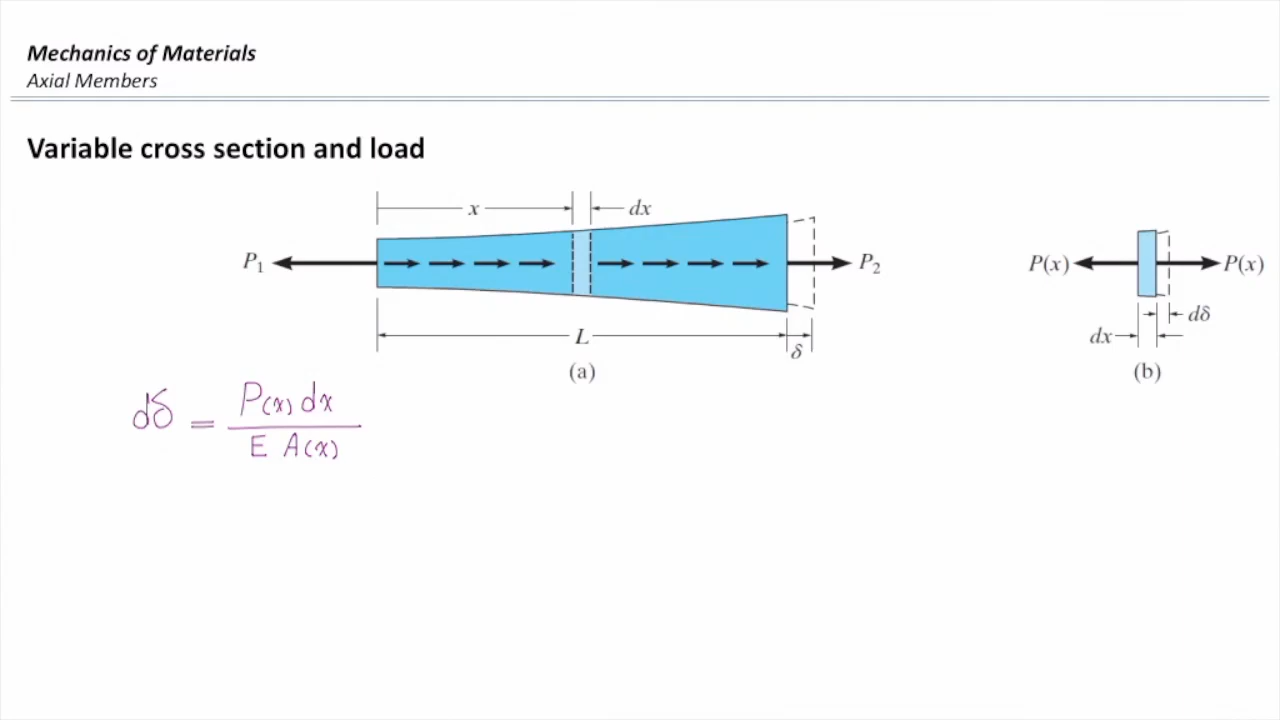 Mechanics of Materials
Axial Members
Variable cross section and load
x dx
P₁ P₂ P(x) P(x)
L δ dx dδ
(a) (b)
dδ = P(x) dx
E A(x)